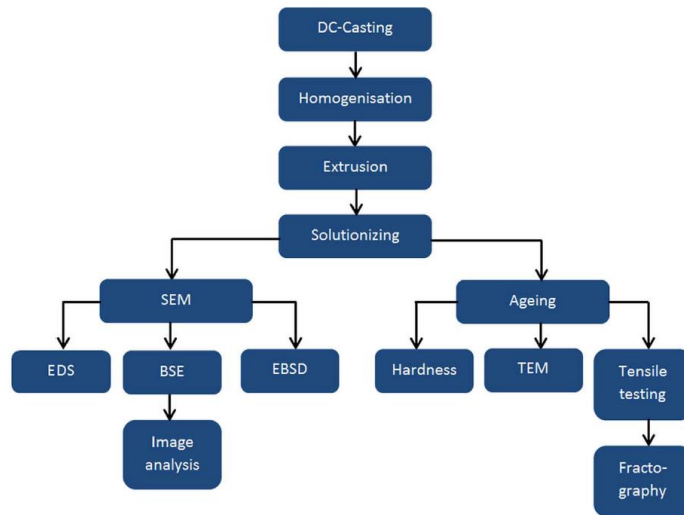 DC-Casting
Homogenisation
Extrusion
Solutionizing
SEM
Ageing
EDS
BSE
EBSD
Hardness
TEM
Tensile
testing
Image
analysis
Fracto-
graphy